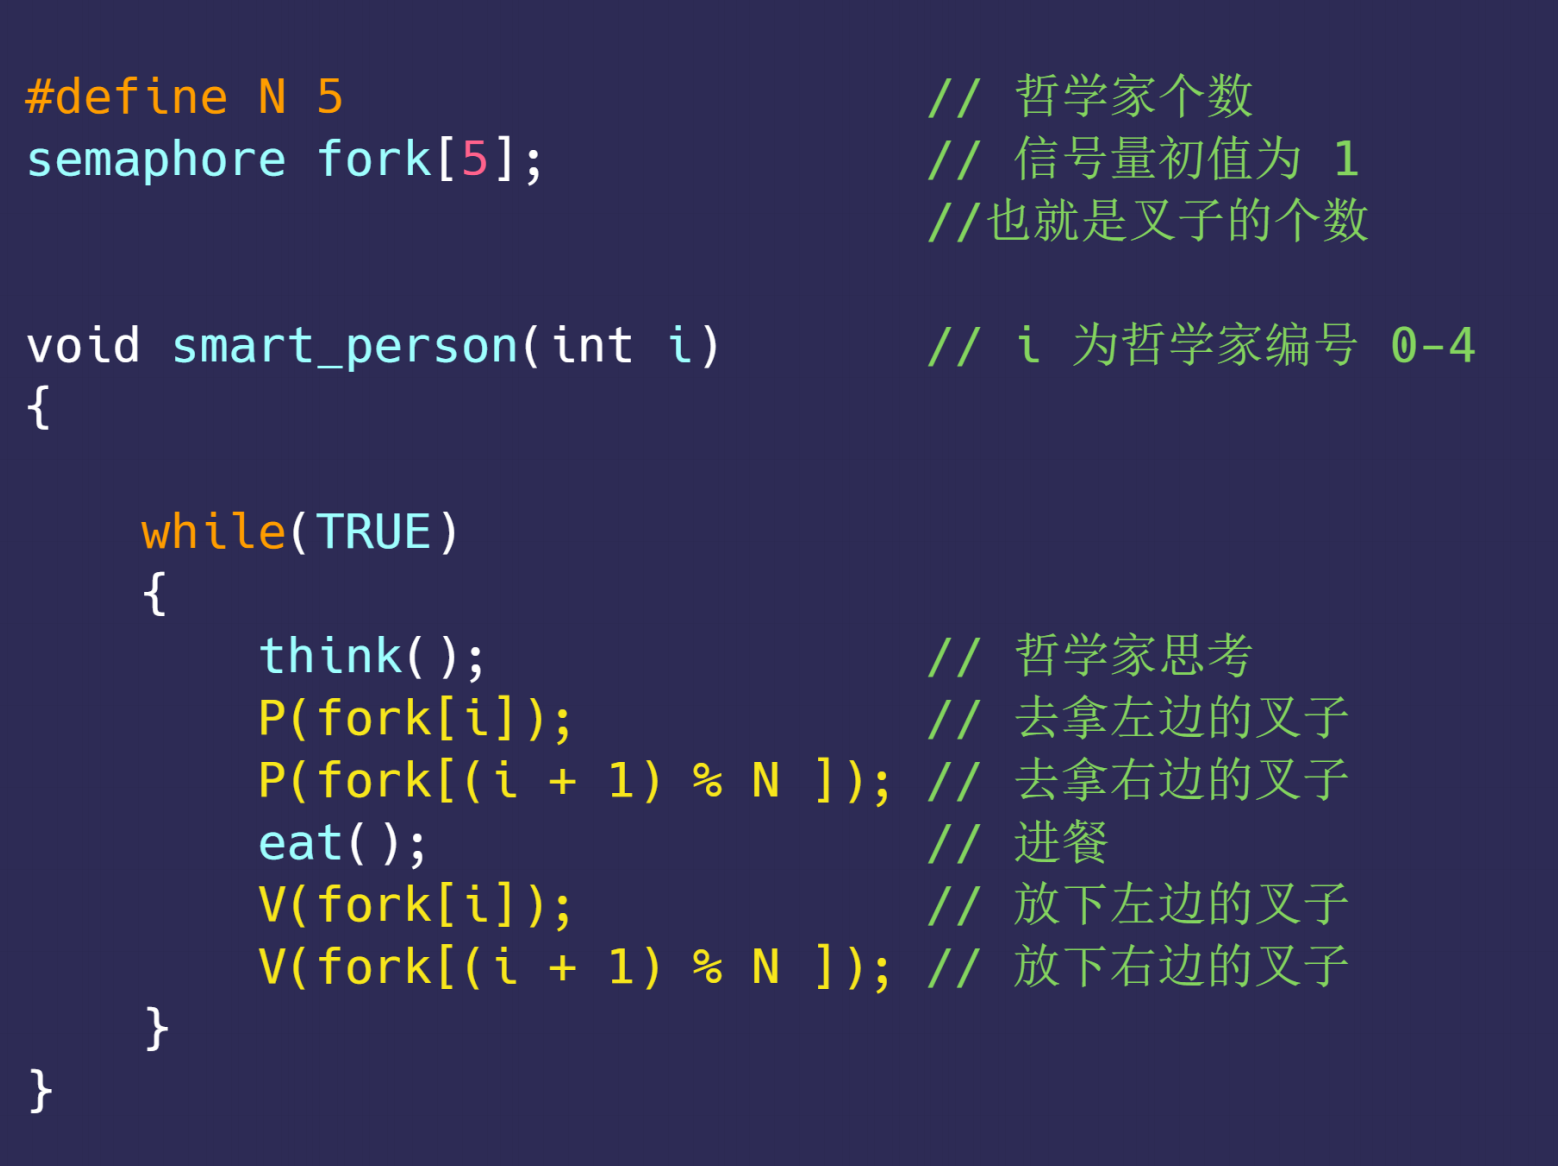 #define N 5 // 哲学家个数
semaphore fork[5]; // 信号量初值为 1
//也就是叉子的个数
void smart_person(int i) // i 为哲学家编号 0-4
{
while(TRUE)
{
think(); // 哲学家思考
P(fork[i]); // 去拿左边的叉子
P(fork[(i + 1) % N ]); // 去拿右边的叉子
eat(); // 进餐
V(fork[i]); // 放下左边的叉子
V(fork[(i + 1) % N ]); // 放下右边的叉子
}
}